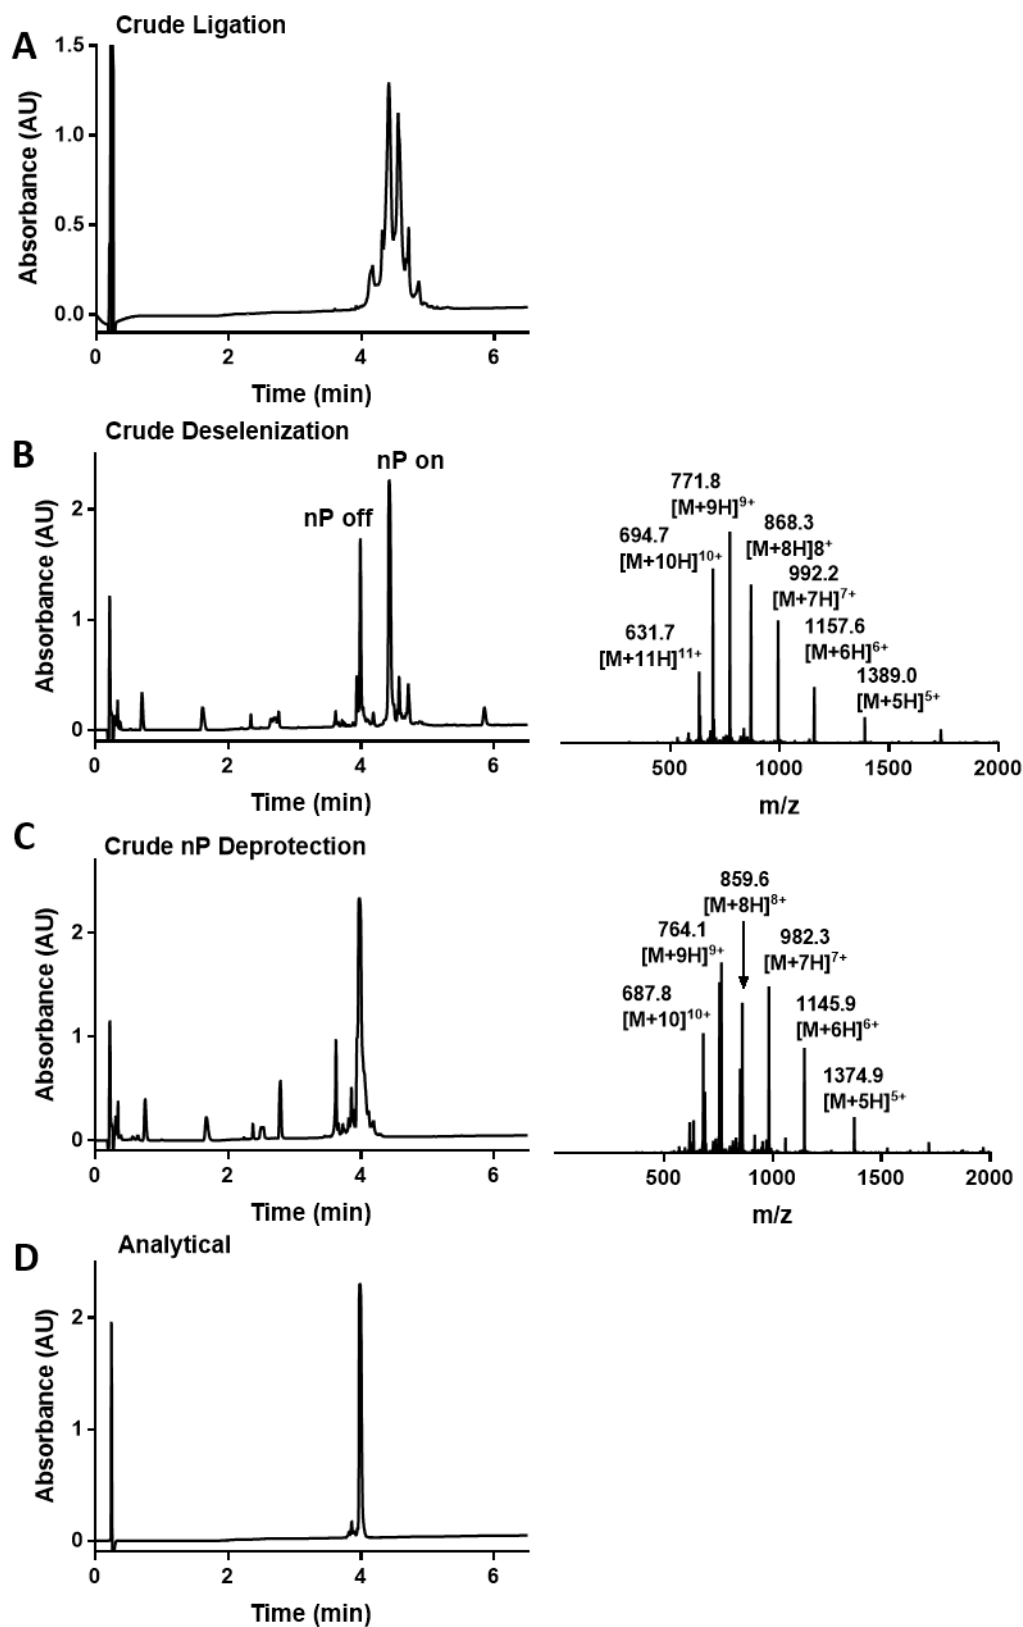 A
Crude Ligation
Absorbance (AU)
1.5
1.0
0.5
0.0
0 2 4 6
Time (min)
B
Crude Deselenization
nP on
nP off
Absorbance (AU)
2
1
0
0 2 4 6
Time (min)
771.8
[M+9H]9+
694.7
[M+10H]10+
868.3
[M+8H]8+
992.2
[M+7H]7+
631.7
[M+11H]11+
1157.6
[M+6H]6+
1389.0
[M+5H]5+
500 1000 1500 2000
m/z
C
Crude nP Deprotection
Absorbance (AU)
2
1
0
0 2 4 6
Time (min)
859.6
[M+8H]8+
764.1
[M+9H]9+
982.3
[M+7H]7+
687.8
[M+10]10+
1145.9
[M+6H]6+
1374.9
[M+5H]5+
500 1000 1500 2000
m/z
D
Analytical
Absorbance (AU)
2
1
0
0 2 4 6
Time (min)